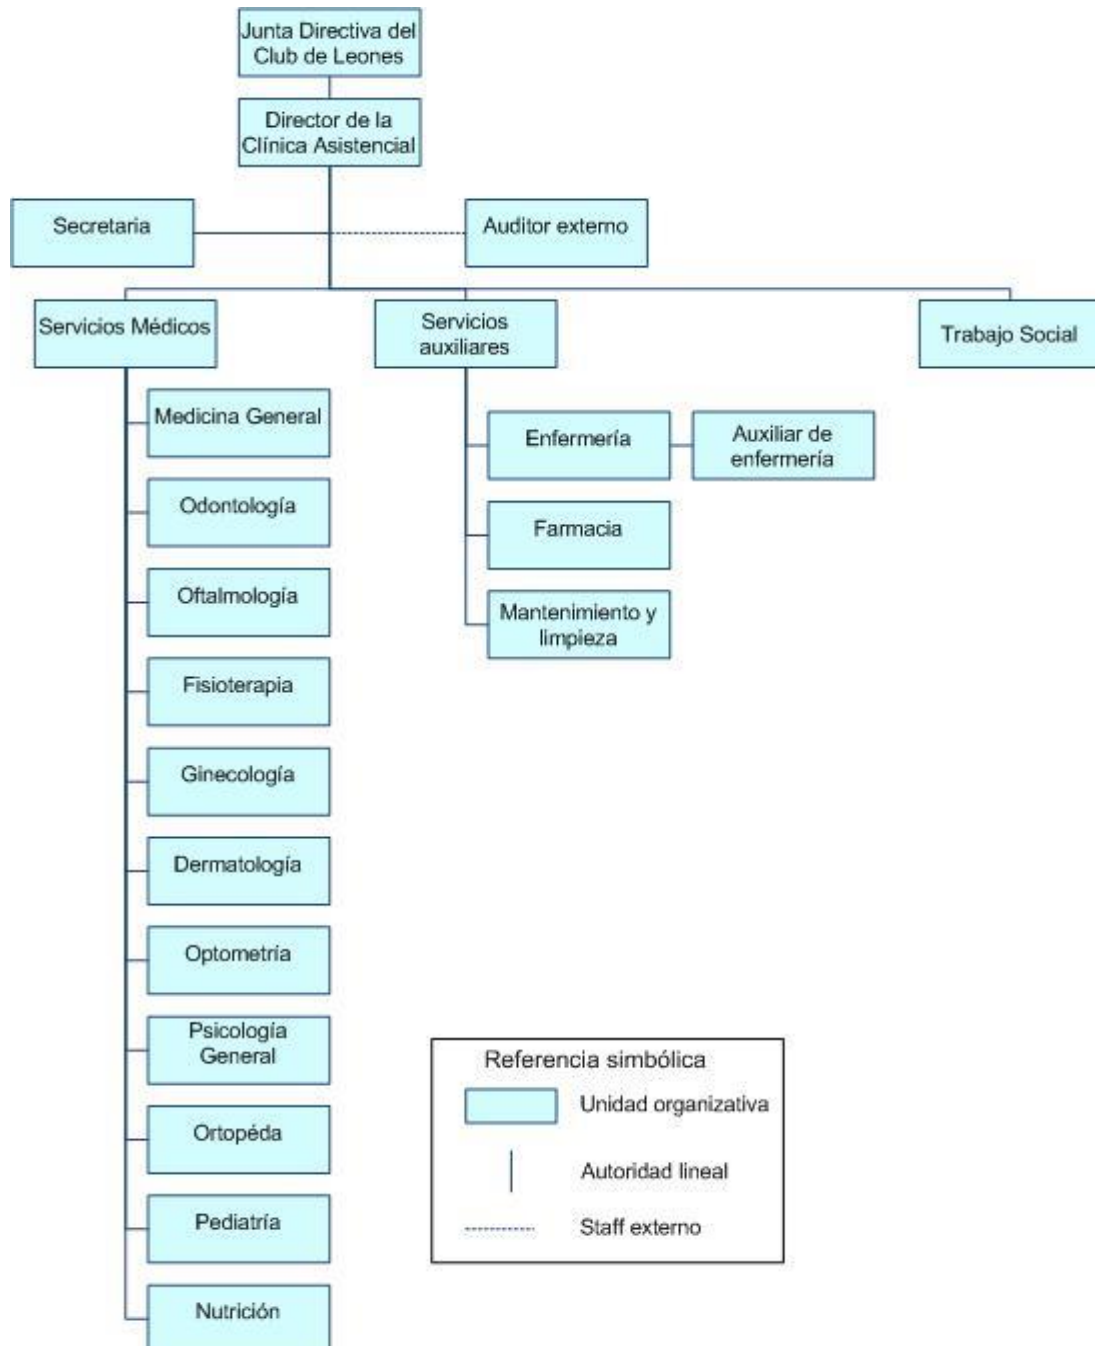 Junta Directiva del
Club de Leones
Director de la
Clínica Asistencial
Secretaria
Auditor externo
Servicios Médicos
Servicios
auxiliares
Trabajo Social
Medicina General
Odontología
Oftalmología
Fisioterapia
Ginecología
Dermatología
Optometría
Psicología
General
Ortopéda
Pediatría
Nutrición
Enfermería
Auxiliar de
enfermería
Farmacia
Mantenimiento y
limpieza
Referencia simbólica
Unidad organizativa
Autoridad lineal
Staff externo